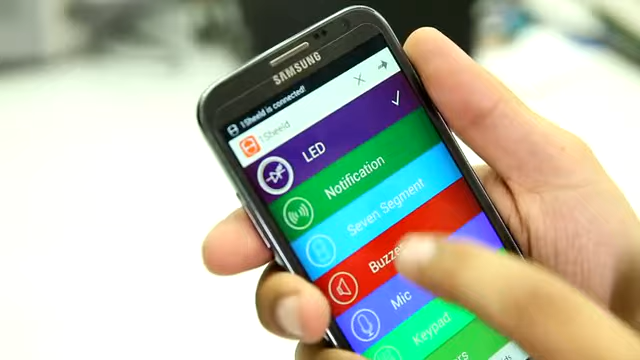 SAMSUNG
1Sheeld is connected!
1Sheeld
LED
Notification
Seven Segment
Buzzer
Mic
Keypad